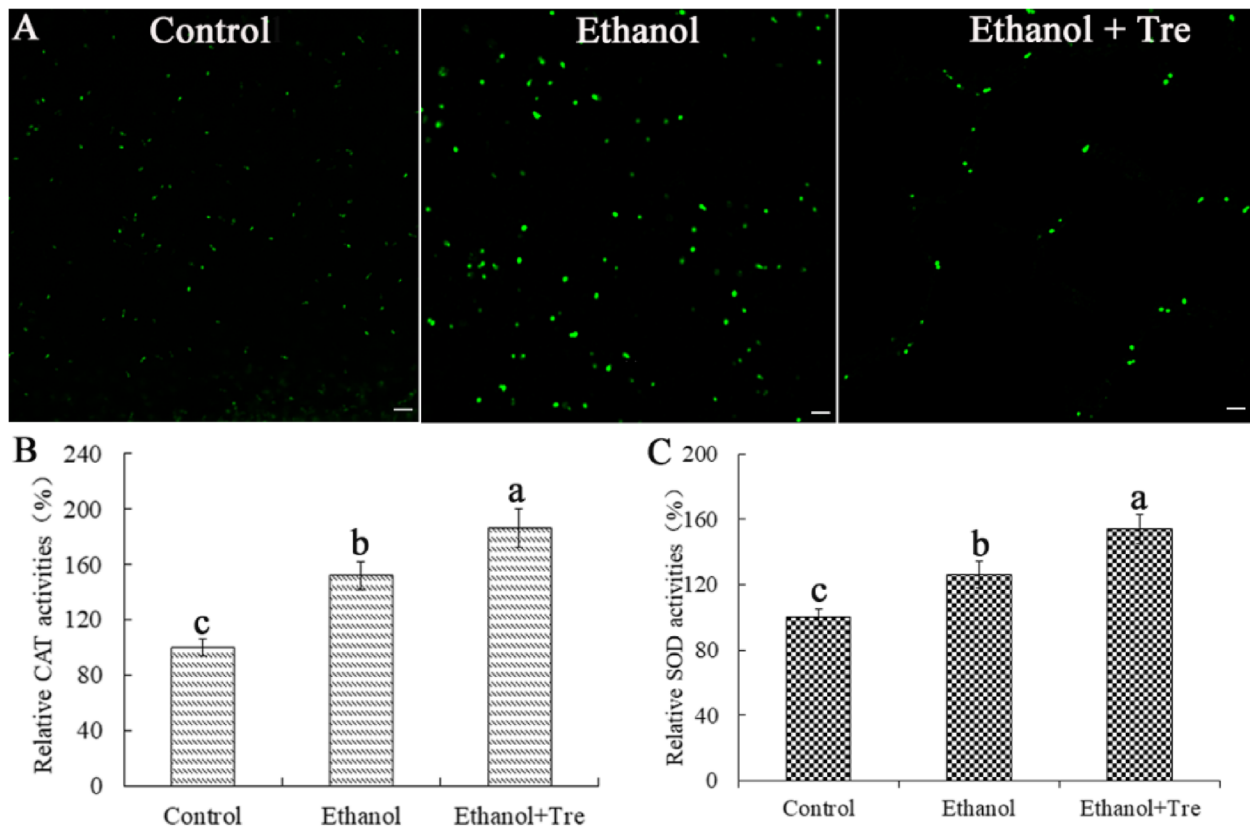 A
Control
Ethanol
Ethanol + Tre
B
Relative CAT activities（%）
240
200
160
120
80
40
0
c
b
a
Control
Ethanol
Ethanol+Tre
C
Relative SOD activities（%）
200
160
120
80
40
0
c
b
a
Control
Ethanol
Ethanol+Tre